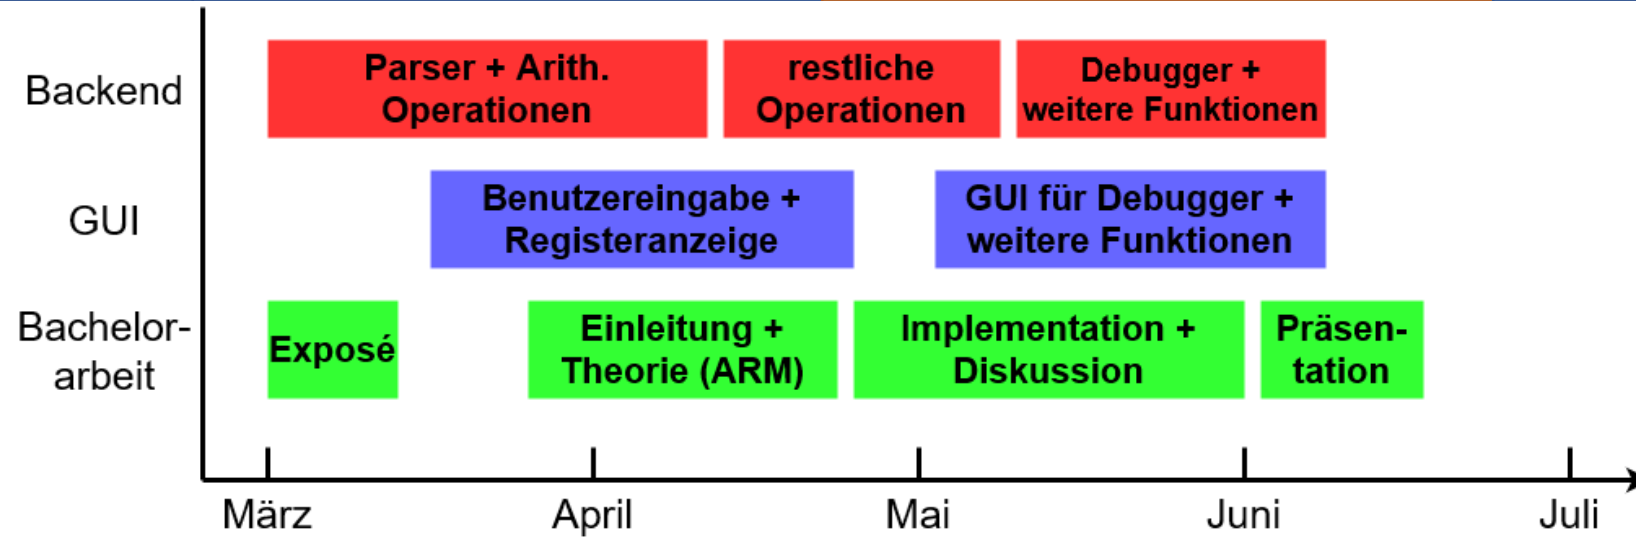 Backend
Parser + Arith.
Operationen
restliche
Operationen
Debugger +
weitere Funktionen
GUI
Benutzereingabe +
Registeranzeige
GUI für Debugger +
weitere Funktionen
Bachelor-
arbeit
Exposé
Einleitung +
Theorie (ARM)
Implementation +
Diskussion
Präsen-
tation
März
April
Mai
Juni
Juli